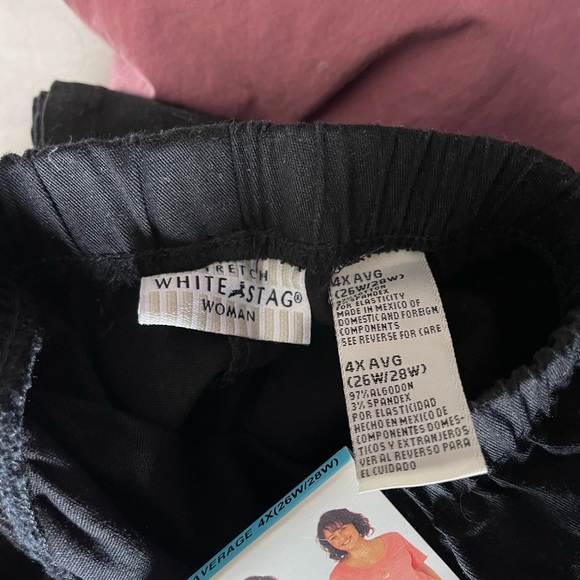 STRETCH
WHITE STAG®
WOMAN
4X AVG
(26W/28W)
SPANDEX
FOR ELASTICITY
MADE IN MEXICO OF
DOMESTIC AND FOREIGN
COMPONENTS
SEE REVERSE FOR CARE
4X AVG
(26W/28W)
97% ALGODON
3% SPANDEX
POR ELASTICIDAD
HECHO EN MEXICO DE
COMPONENTES DOMES-
TICOS Y EXTRANJEROS
VER AL REVERSO PARA
EL CUIDADO
AVERAGE 4X(26W/28W)